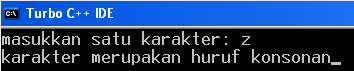 Turbo C++ IDE
masukkan satu karakter: z
karakter merupakan huruf konsonan_